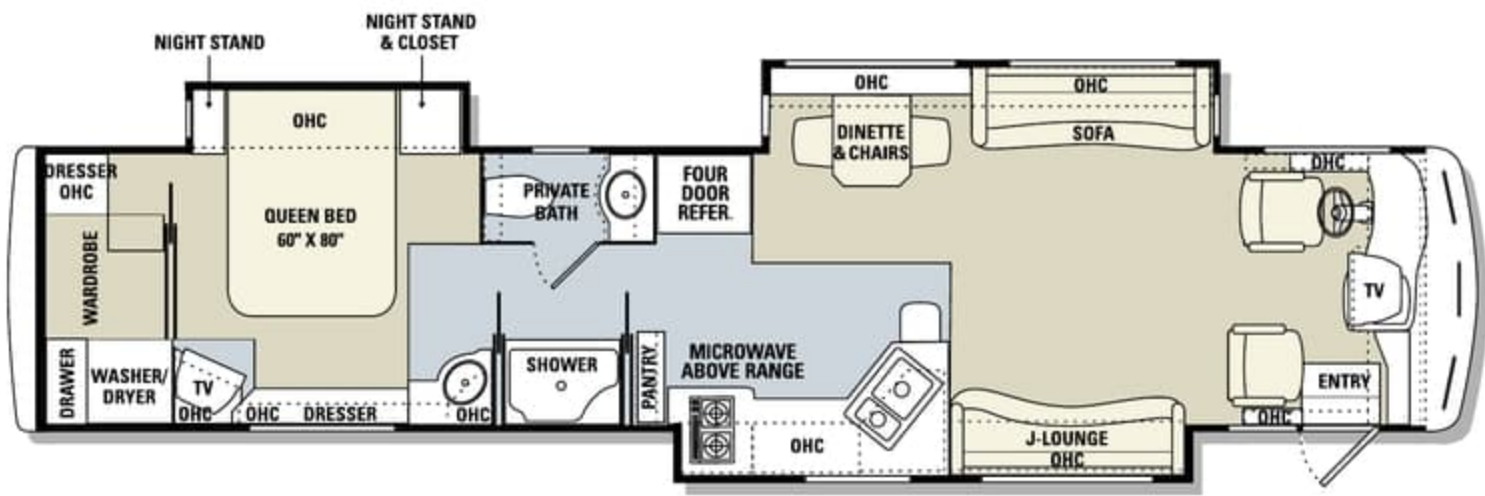 NIGHT STAND
NIGHT STAND
& CLOSET
OHC
QUEEN BED
60" X 80"
DRESSER
OHC
WARDROBE
DRAWER
WASHER/
DRYER
TV
OHC
OHC
DRESSER
OHC
PRIVATE
BATH
SHOWER
PANTRY
FOUR
DOOR
REFER.
MICROWAVE
ABOVE RANGE
OHC
OHC
DINETTE
& CHAIRS
OHC
SOFA
J-LOUNGE
OHC
OHC
TV
ENTRY
OHC